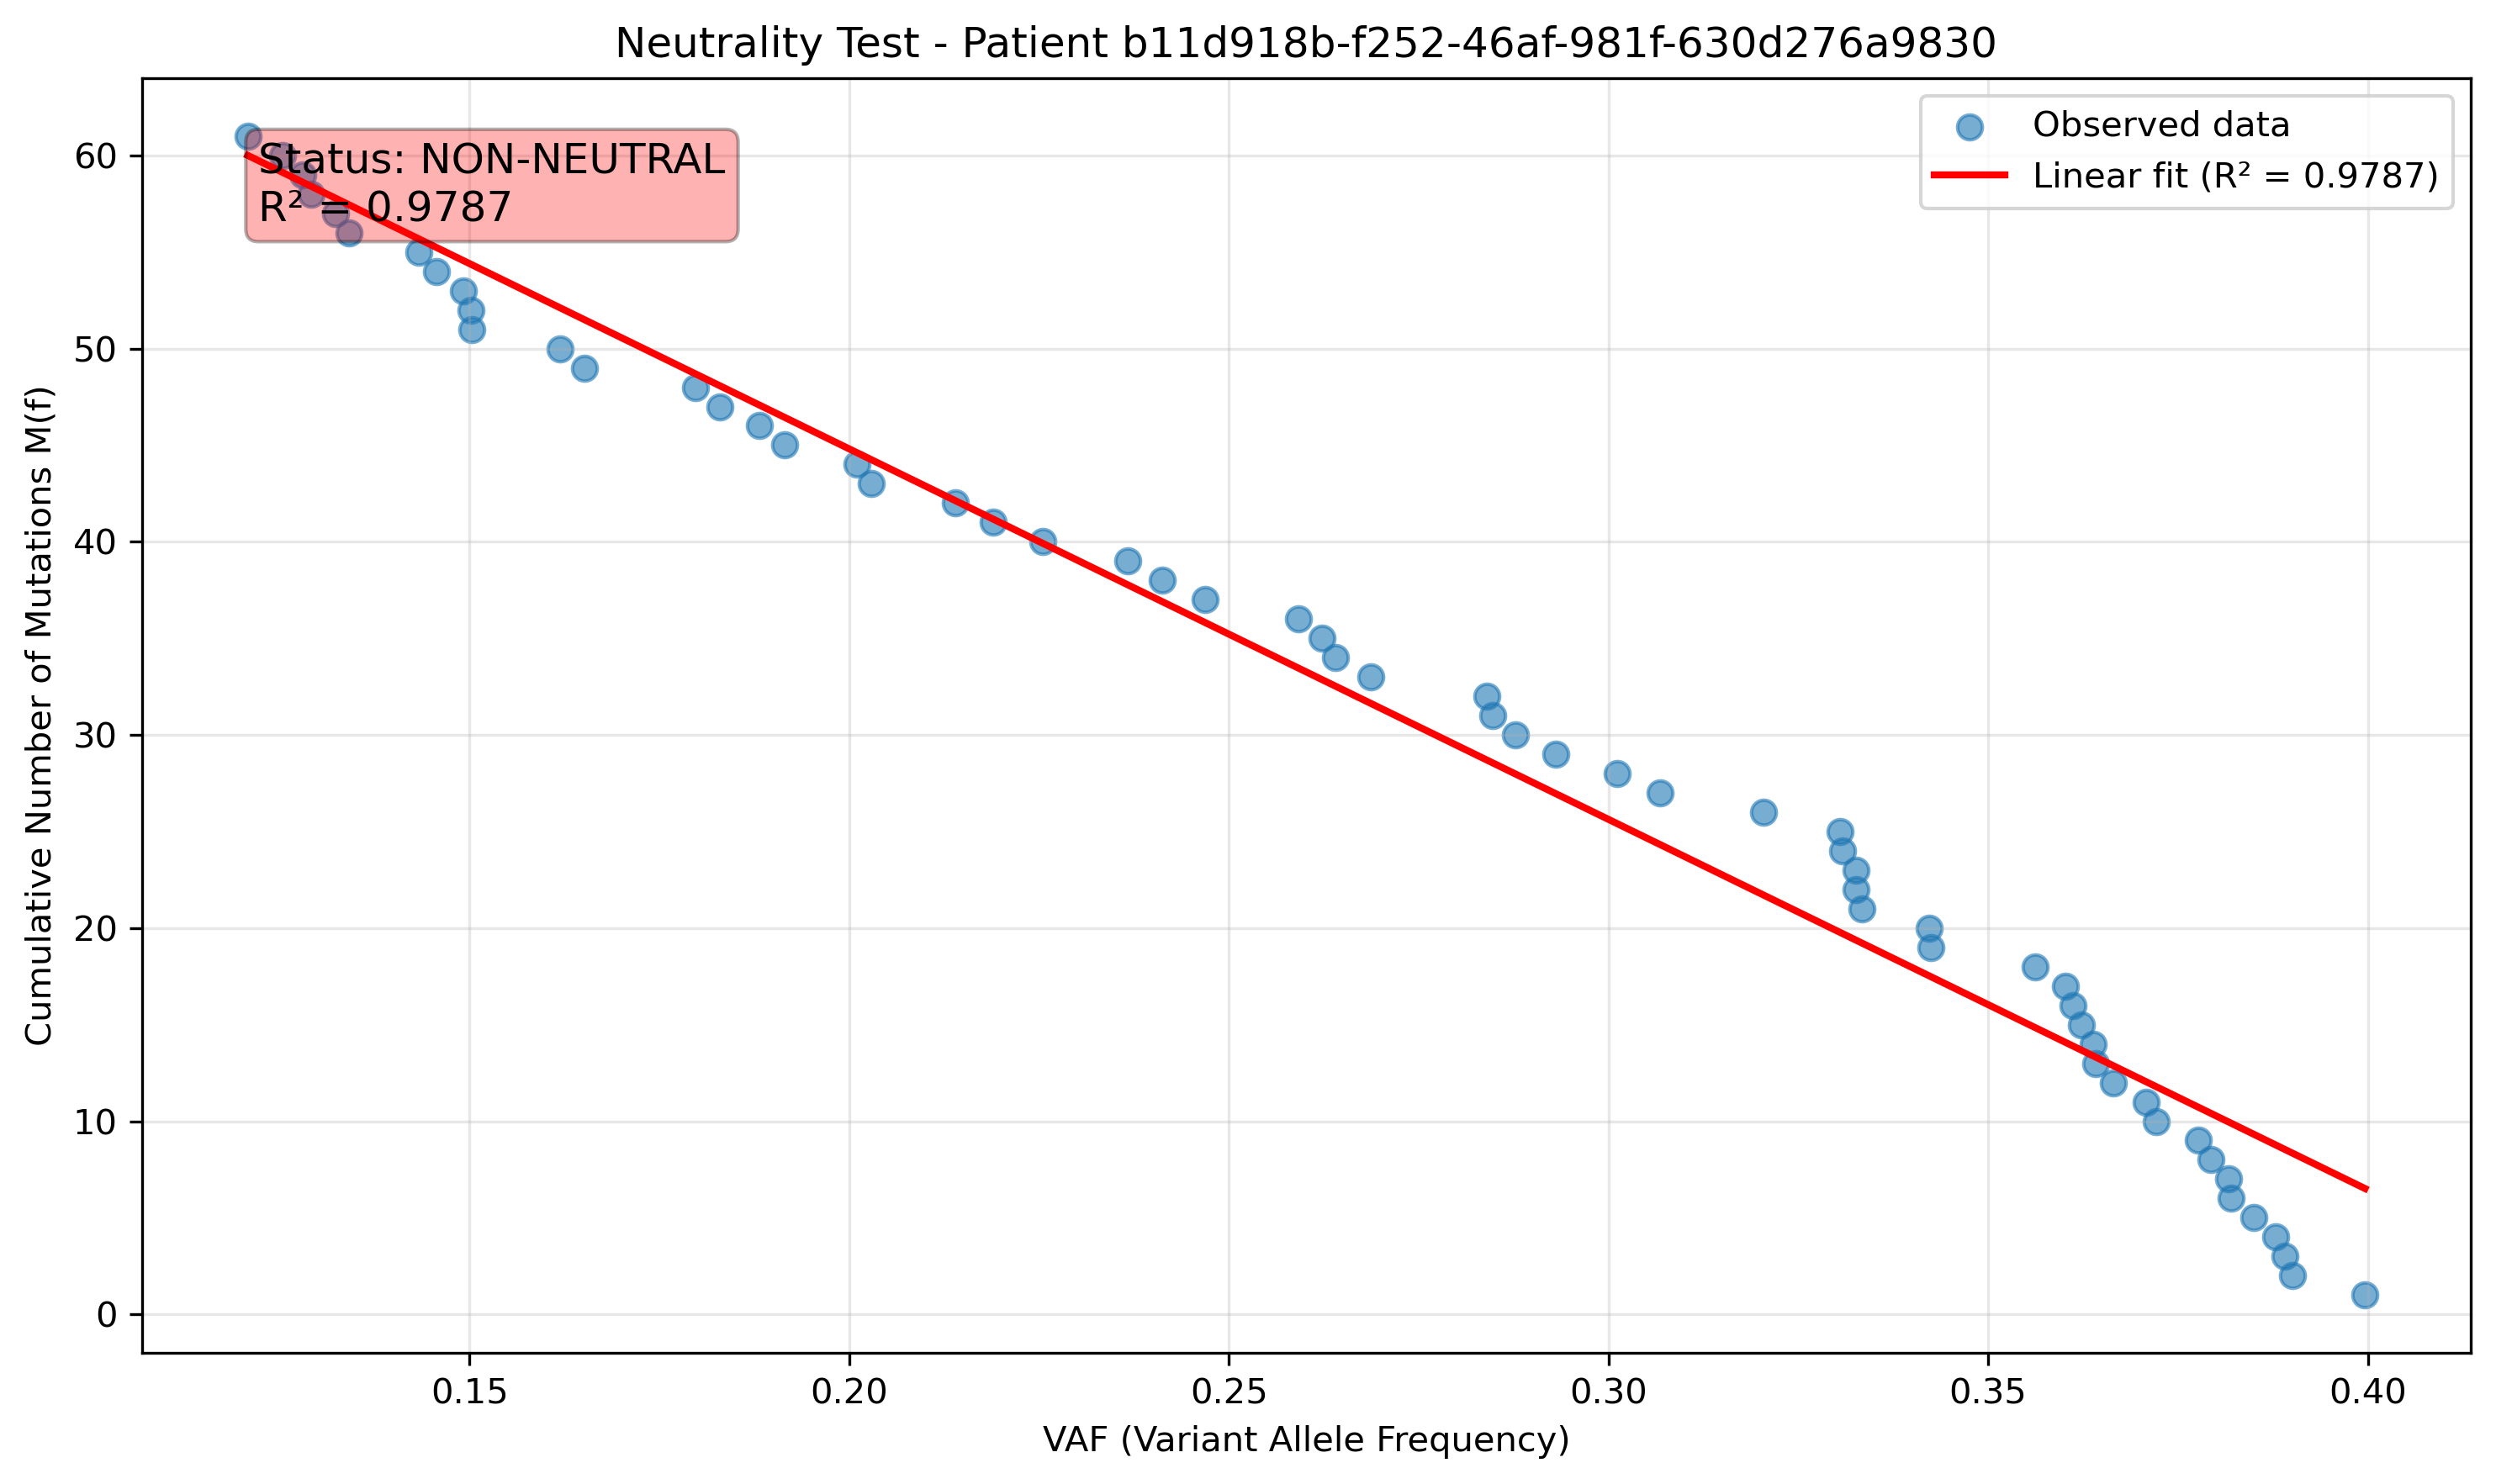 Neutrality Test - Patient b11d918b-f252-46af-981f-630d276a9830
Status: NON-NEUTRAL
R² = 0.9787
Observed data
Linear fit (R² = 0.9787)
Cumulative Number of Mutations M(f)
60
50
40
30
20
10
0
0.15 0.20 0.25 0.30 0.35 0.40
VAF (Variant Allele Frequency)